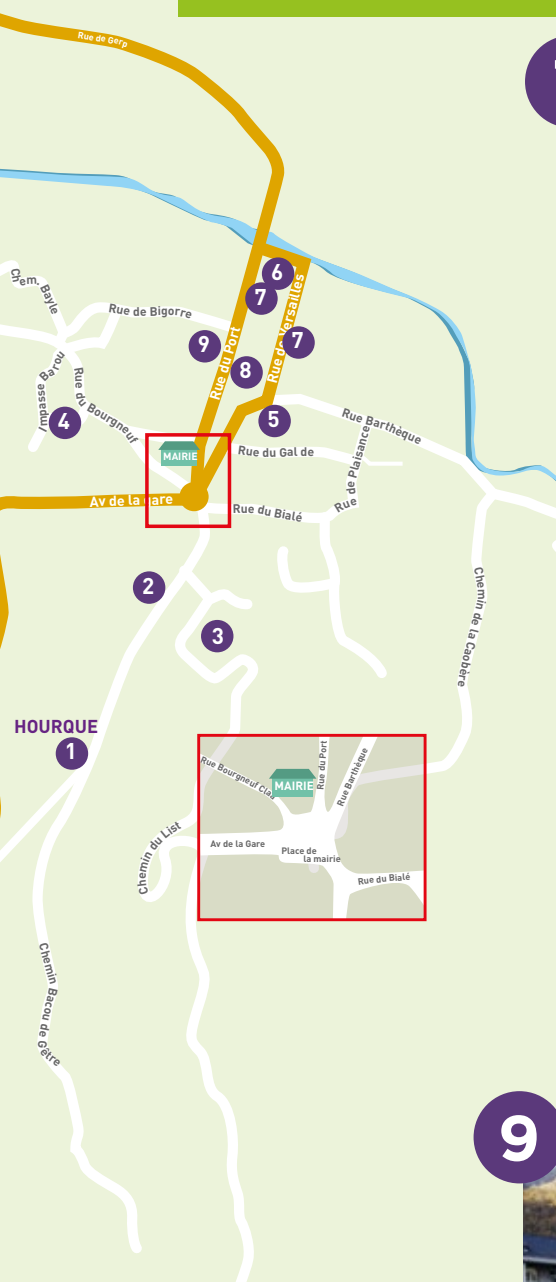 Rue de Gerp
6
7
Chem. Bayle
Rue de Bigorre
Rue de Versailles
7
9
Rue du Port
8
Impasse Barou
Rue du Bourgneuf
4
5
Rue Barthèque
MAIRIE
Rue du Gal de
Rue de Plaisance
Av de la gare
Rue du Bialé
2
3
Chemin de la Caobère
HOURQUE
1
Rue du Port
Rue Barthèque
Rue Bourgneuf Clau
MAIRIE
Av de la Gare
Place de
la mairie
Rue du Bialé
Chemin du List
Chemin Bacou de Gêtre
9